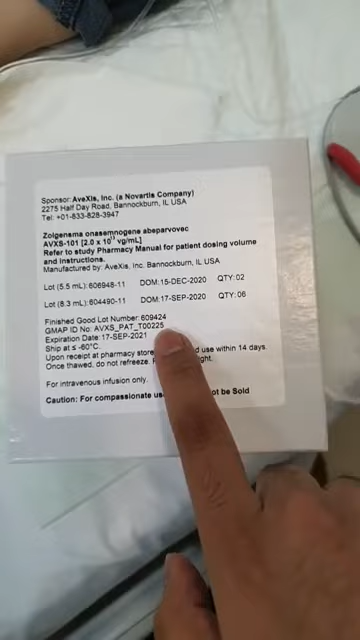 Sponsor: AveXis, Inc. (a Novartis Company)
2275 Half Day Road, Bannockburn, IL USA
Tel: +01-833-828-3947
Zolgensma onasemnogene abeparvovec
AVXS-101 [2.0 x 10¹³ vg/mL]
Refer to study Pharmacy Manual for patient dosing volume
and instructions.
Manufactured by: AveXis, Inc. Bannockburn, IL USA
Lot (5.5 mL): 606948-11 DOM:15-DEC-2020 QTY:02
Lot (8.3 mL): 604490-11 DOM:17-SEP-2020 QTY:06
Finished Good Lot Number: 609424
GMAP ID No: AVXS_PAT_T00225
Expiration Date: 17-SEP-2021
Ship at ≤ -60°C.
Upon receipt at pharmacy store use within 14 days.
Once thawed, do not refreeze.
For intravenous infusion only.
Caution: For compassionate use ot be Sold